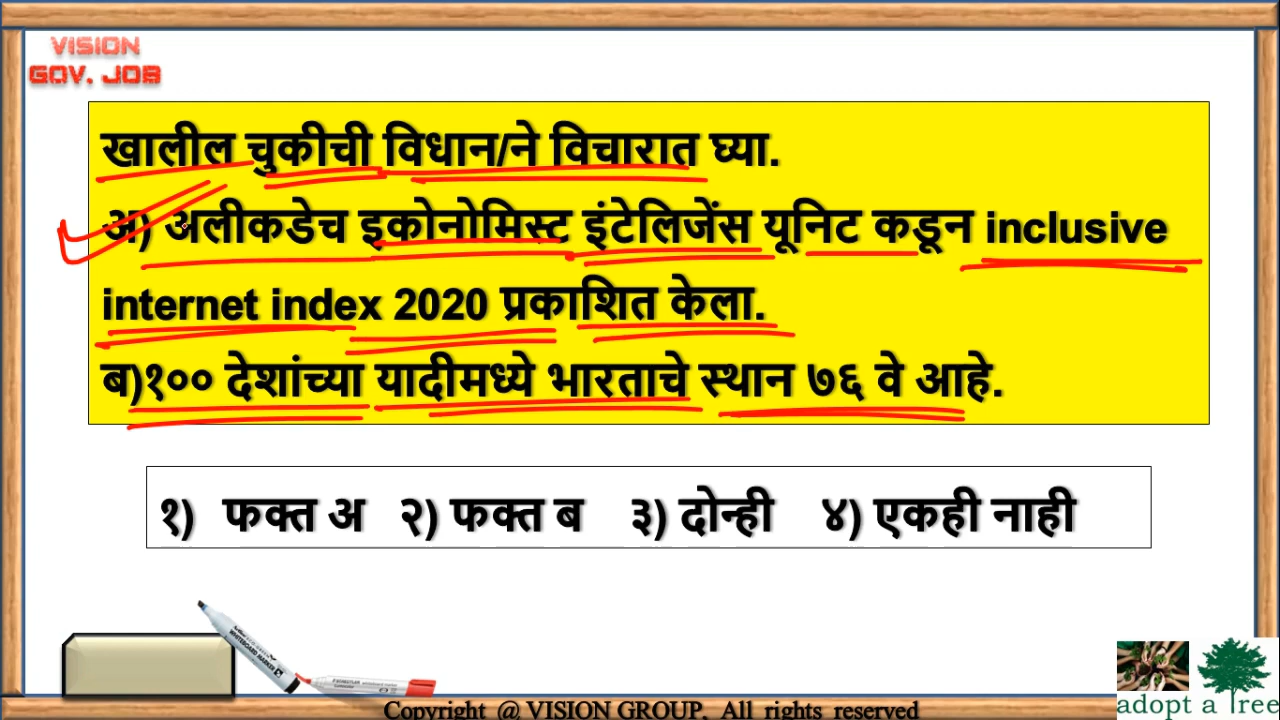 VISION
GOV. JOB
खालील चुकीची विधान/ने विचारात घ्या.
अ) अलीकडेच इकोनोमिस्ट इंटेलिजेंस यूनिट कडून inclusive
internet index 2020 प्रकाशित केला.
ब)१०० देशांच्या यादीमध्ये भारताचे स्थान ७६ वे आहे.
१) फक्त अ २) फक्त ब ३) दोन्ही ४) एकही नाही
adopt a Tree
Copyright @ VISION GROUP. All rights reserved